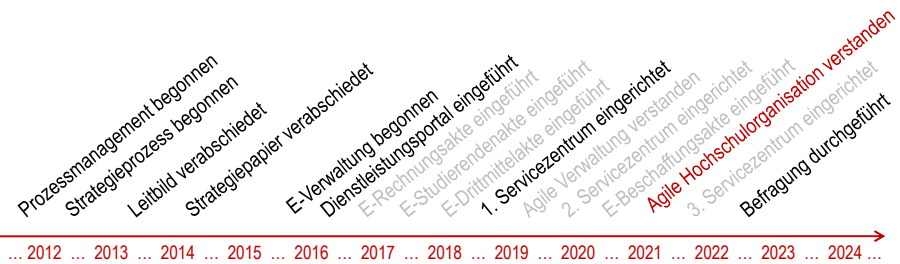 Prozessmanagement begonnen
Strategieprozess begonnen
Leitbild verabschiedet
Strategiepapier verabschiedet
E-Verwaltung begonnen
Dienstleistungsportal eingeführt
E-Rechnungsakte eingeführt
E-Studierendenakte eingeführt
E-Drittmittelakte eingeführt
1. Servicezentrum eingerichtet
Agile Verwaltung verstanden
2. Servicezentrum eingerichtet
E-Beschaffungsakte eingeführt
Agile Hochschulorganisation verstanden
3. Servicezentrum eingerichtet
Befragung durchgeführt
... 2012 ... 2013 ... 2014 ... 2015 ... 2016 ... 2017 ... 2018 ... 2019 ... 2020 ... 2021 ... 2022 ... 2023 ... 2024 ...